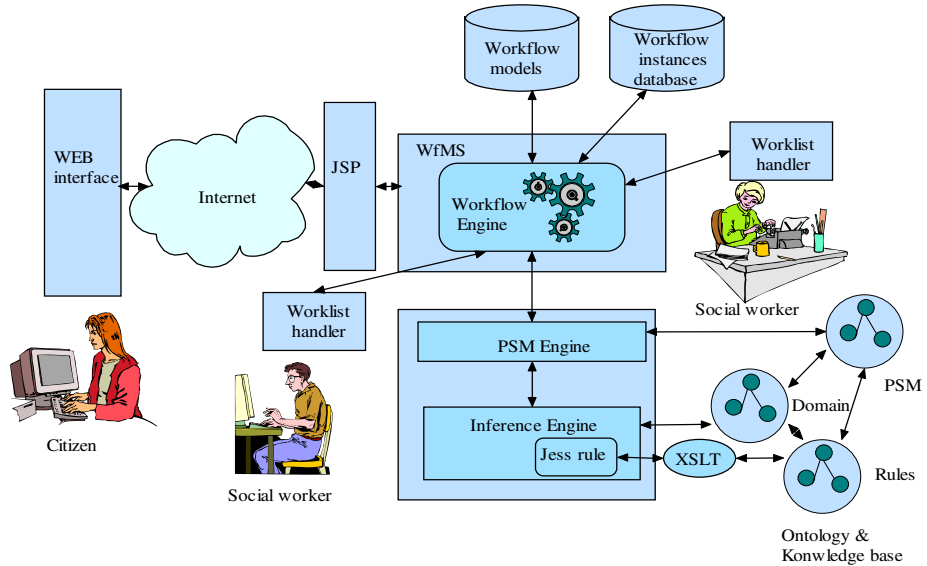 Workflow
models
Workflow
instances
database
WEB
interface
Internet
JSP
WfMS
Workflow
Engine
Worklist
handler
Social worker
Worklist
handler
Social worker
Citizen
PSM Engine
Inference Engine
Jess rule
XSLT
PSM
Domain
Rules
Ontology &
Konwledge base